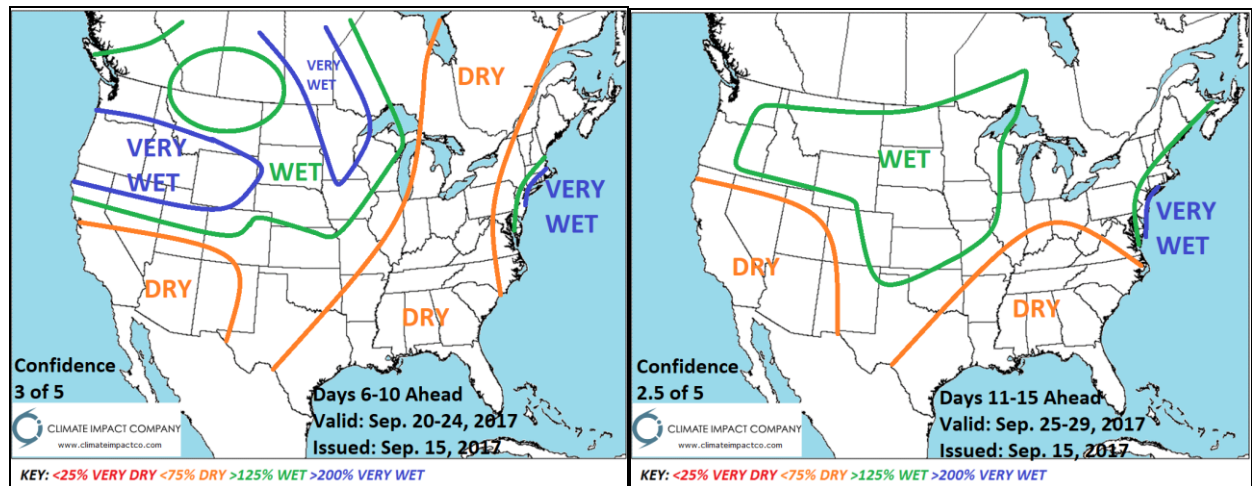 VERY
WET
DRY
VERY
WET
WET
VERY
WET
DRY
DRY
Confidence
3 of 5
Days 6-10 Ahead
Valid: Sep. 20-24, 2017
Issued: Sep. 15, 2017
CLIMATE IMPACT COMPANY
www.climateimpactco.com
KEY: <25% VERY DRY <75% DRY >125% WET >200% VERY WET
WET
VERY
WET
DRY
DRY
Confidence
2.5 of 5
Days 11-15 Ahead
Valid: Sep. 25-29, 2017
Issued: Sep. 15, 2017
CLIMATE IMPACT COMPANY
www.climateimpactco.com
KEY: <25% VERY DRY <75% DRY >125% WET >200% VERY WET